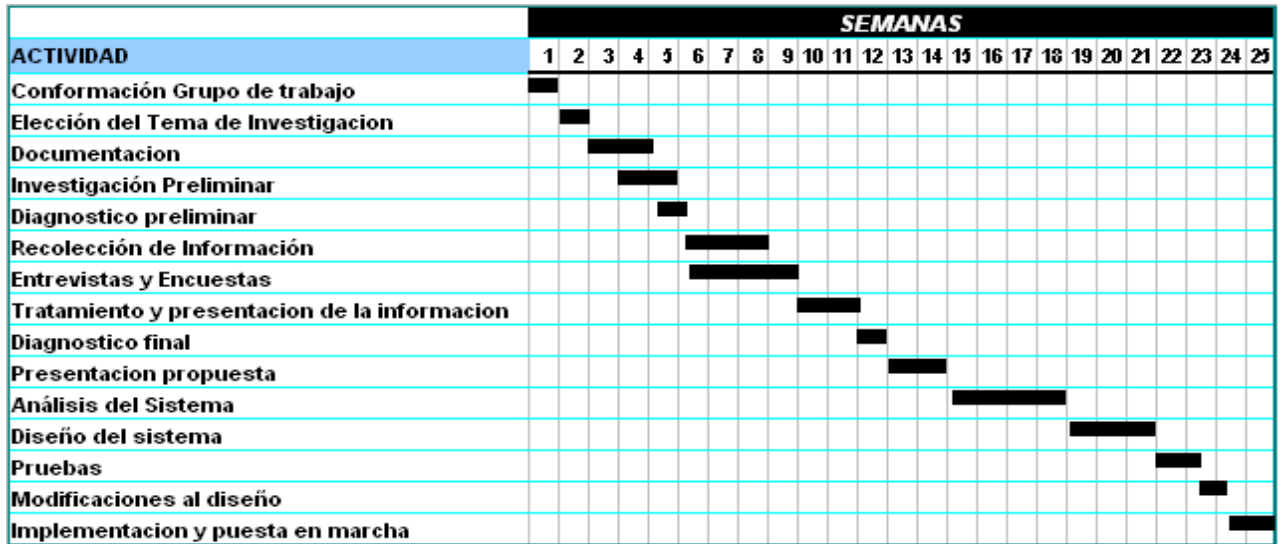 SEMANAS
ACTIVIDAD 1 2 3 4 5 6 7 8 9 10 11 12 13 14 15 16 17 18 19 20 21 22 23 24 25
Conformación Grupo de trabajo
Elección del Tema de Investigacion
Documentacion
Investigación Preliminar
Diagnostico preliminar
Recolección de Información
Entrevistas y Encuestas
Tratamiento y presentacion de la informacion
Diagnostico final
Presentacion propuesta
Análisis del Sistema
Diseño del sistema
Pruebas
Modificaciones al diseño
Implementacion y puesta en marcha